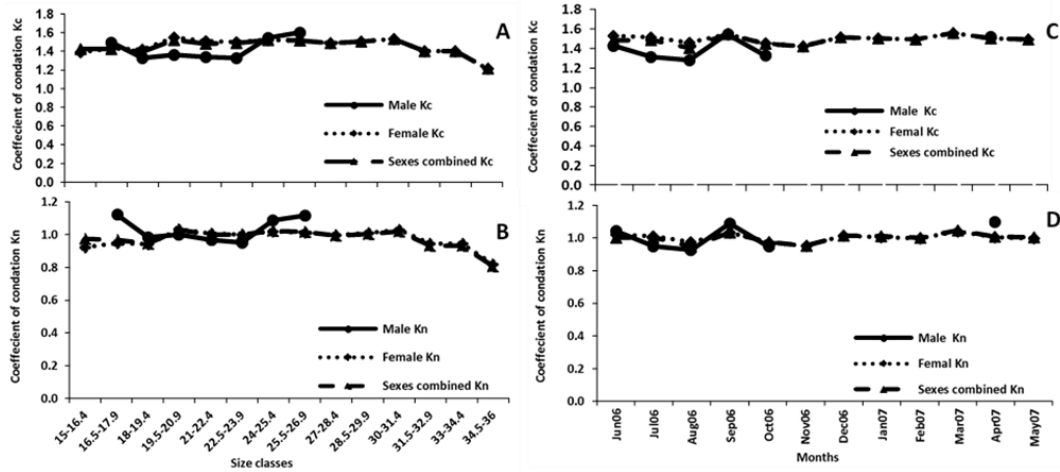 A
Coeffecient of condation Kc
1.6
1.4
1.2
1.0
0.8
0.6
0.4
0.2
0.0
Male Kc
Female Kc
Sexes combined Kc
B
Coeffecient of condation Kn
1.2
1.0
0.8
0.6
0.4
0.2
0.0
Male Kn
Female Kn
Sexes combined Kn
15-16.4
16.5-17.9
18-19.4
19.5-20.9
21-22.4
22.5-23.9
24-25.4
25.5-26.9
27-28.4
28.5-29.9
30-31.4
31.5-32.9
33-34.4
34.5-36
Size classes
C
Coeffecient of condation Kc
1.8
1.6
1.4
1.2
1.0
0.8
0.6
0.4
0.2
0.0
Male Kc
Femal Kc
Sexes combined Kc
D
Coefficient of condation Kn
1.2
1.0
0.8
0.6
0.4
0.2
0.0
Male Kn
Femal Kn
Sexes combined Kn
Jun06
Jul06
Aug06
Sep06
Oct06
Nov06
Dec06
Jan07
Feb07
Mar07
Apr07
May07
Months